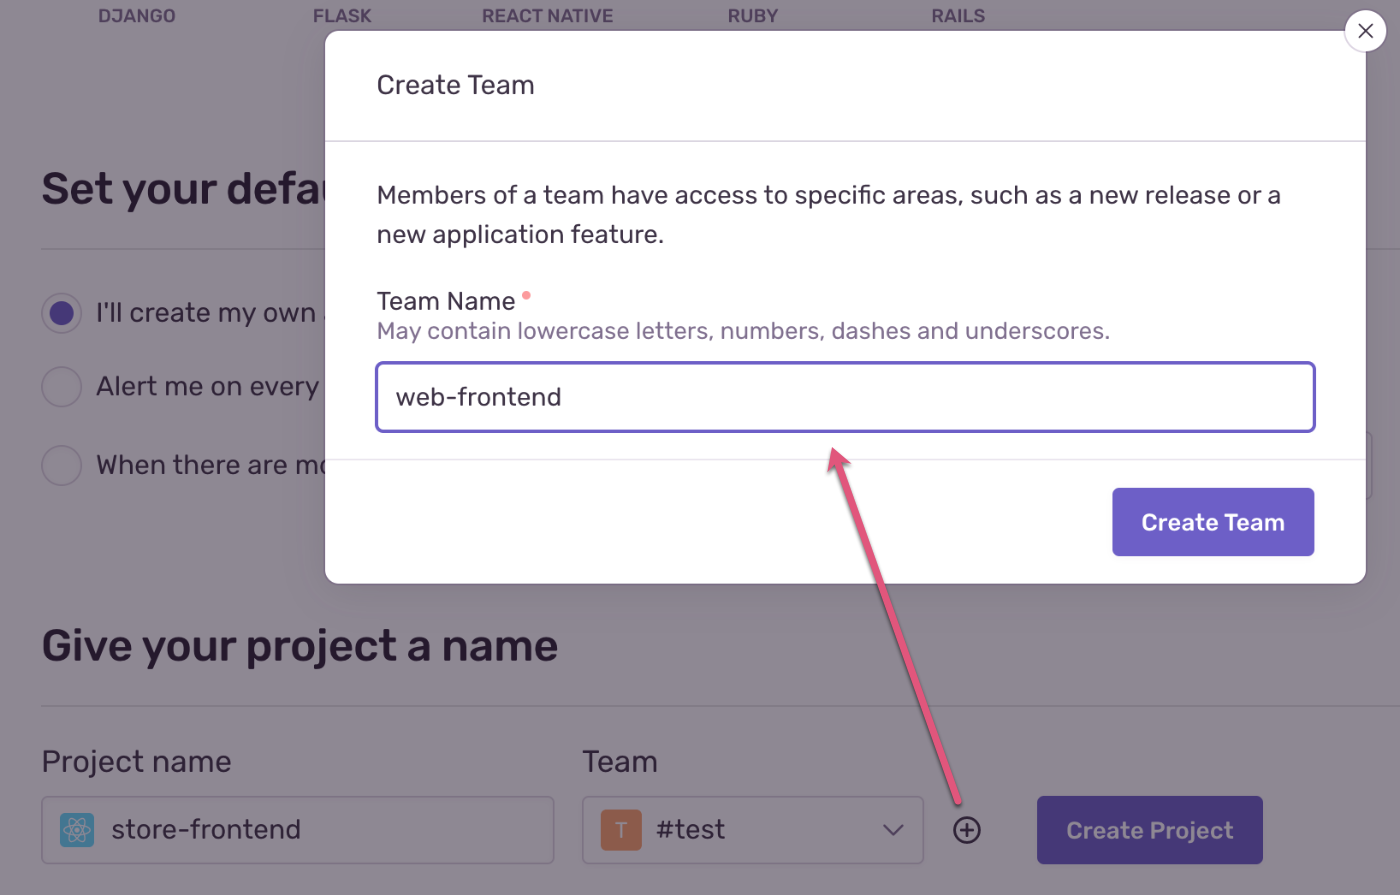 DJANGO FLASK REACT NATIVE RUBY RAILS
Create Team
Members of a team have access to specific areas, such as a new release or a
new application feature.
Team Name
May contain lowercase letters, numbers, dashes and underscores.
web-frontend
Create Team
Set your defau
I'll create my own
Alert me on every
When there are mo
Give your project a name
Project name Team
store-frontend T #test Create Project